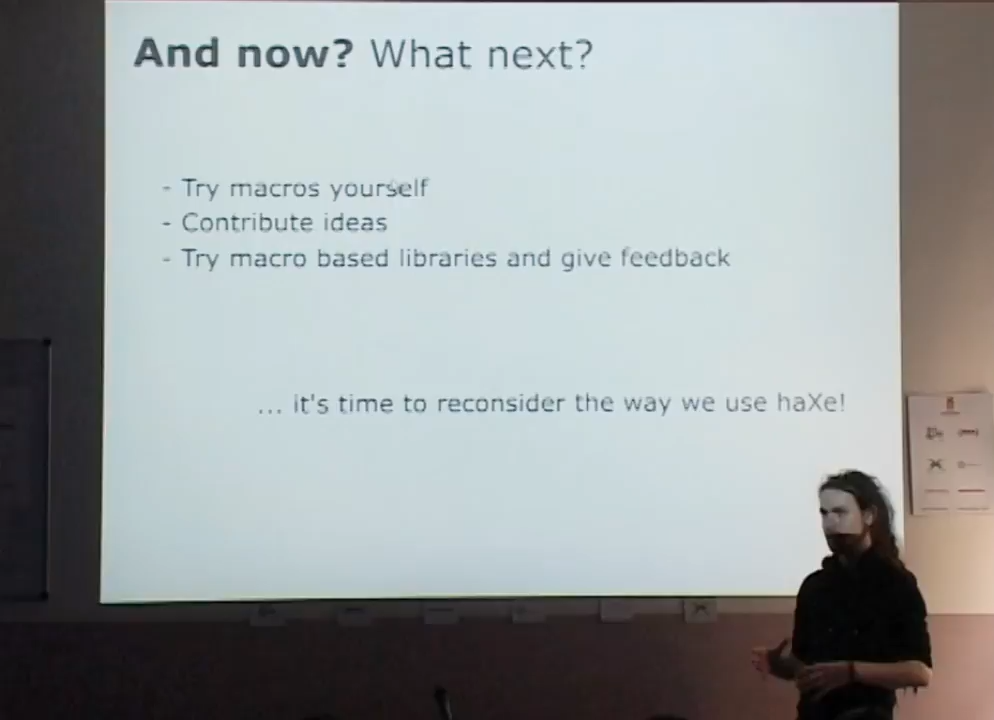 And now? What next?
- Try macros yourself
- Contribute ideas
- Try macro based libraries and give feedback
... it's time to reconsider the way we use haXe!